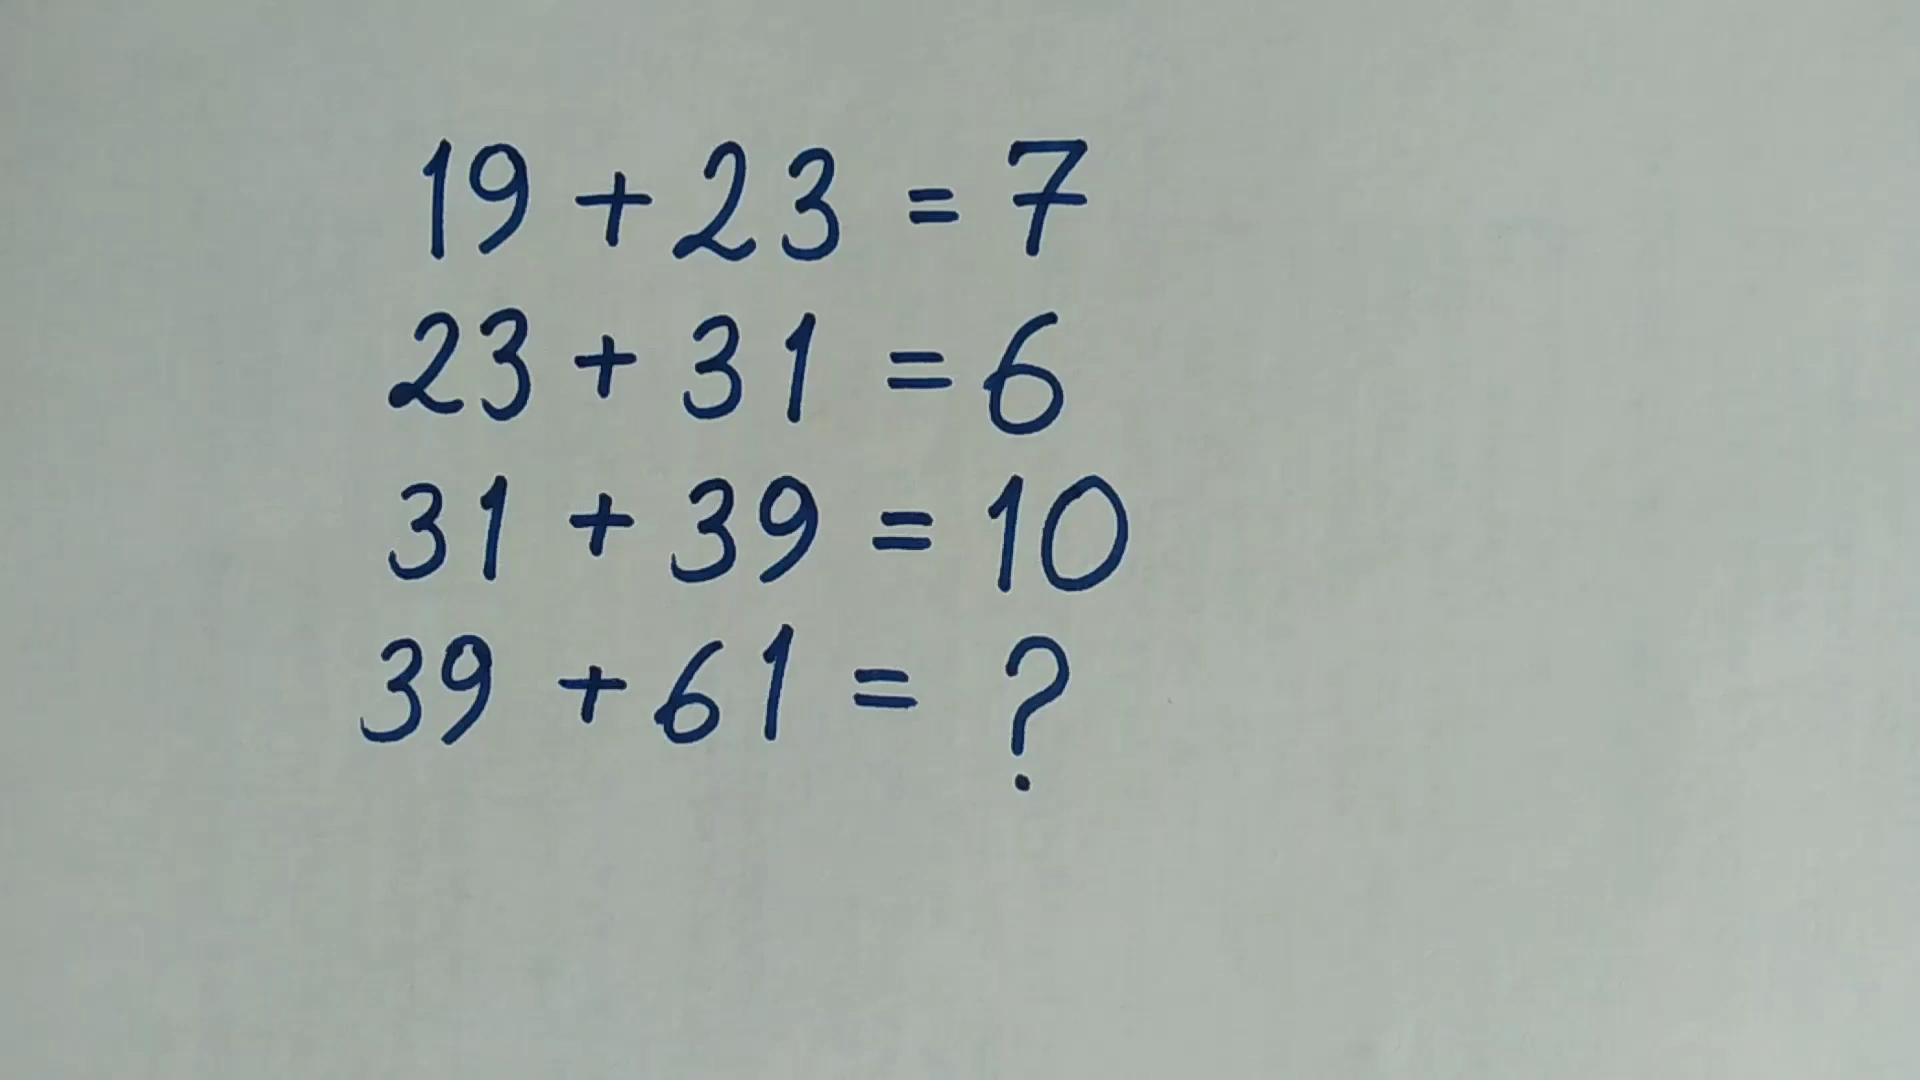 19 + 23 = 7
23 + 31 = 6
31 + 39 = 10
39 + 61 = ?